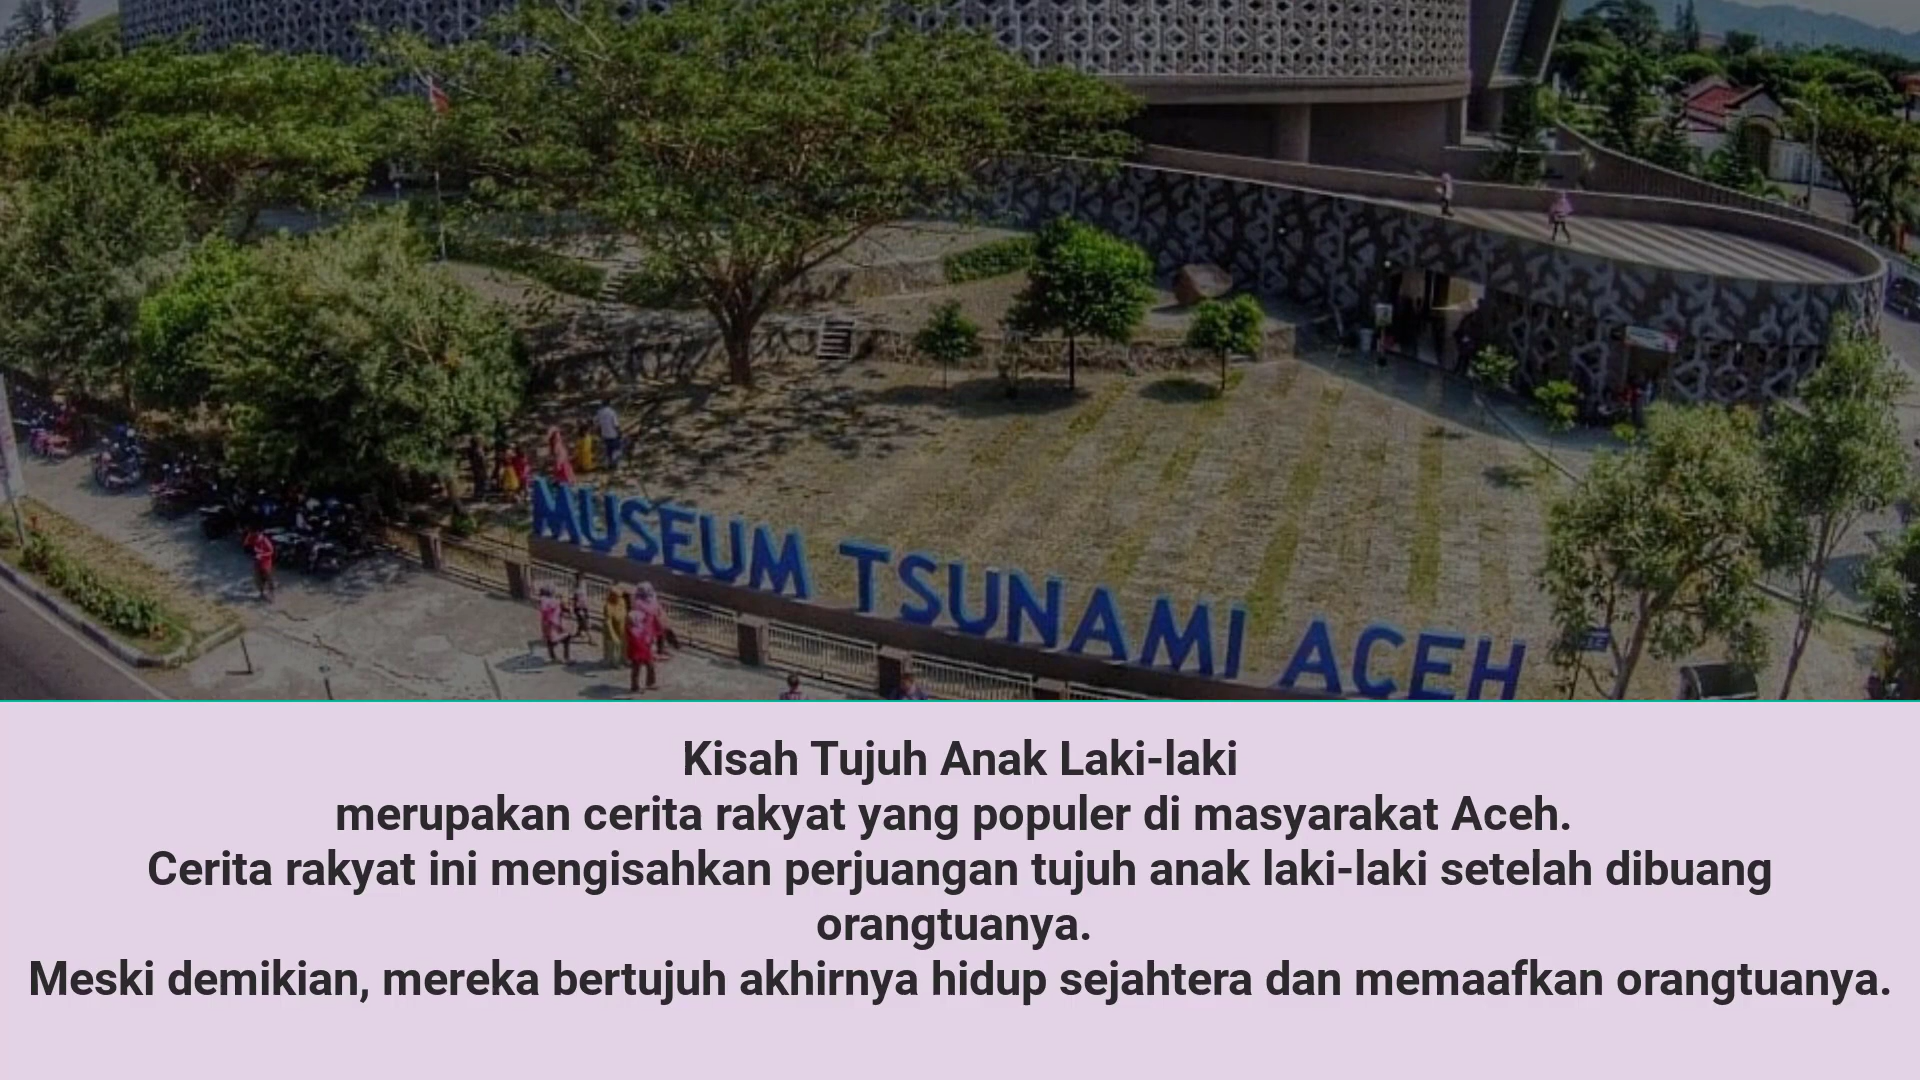 MUSEUM TSUNAMI ACEH
Kisah Tujuh Anak Laki-laki
merupakan cerita rakyat yang populer di masyarakat Aceh.
Cerita rakyat ini mengisahkan perjuangan tujuh anak laki-laki setelah dibuang
orangtuanya.
Meski demikian, mereka bertujuh akhirnya hidup sejahtera dan memaafkan orangtuanya.